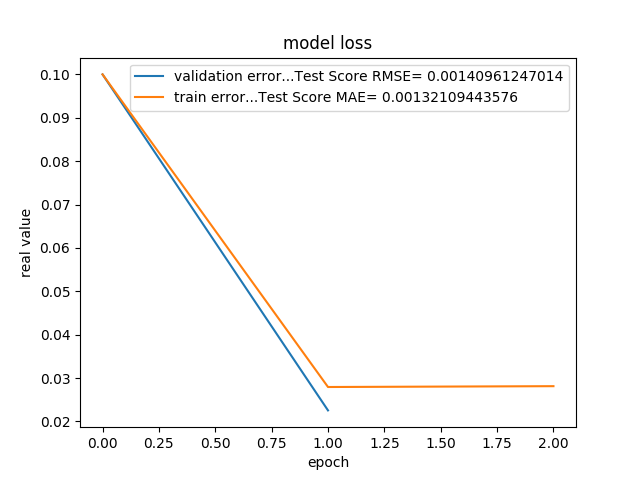 model loss
validation error...Test Score RMSE= 0.00140961247014
train error...Test Score MAE= 0.00132109443576
0.10
0.09
0.08
0.07
0.06
0.05
0.04
0.03
0.02
real value
0.00 0.25 0.50 0.75 1.00 1.25 1.50 1.75 2.00
epoch